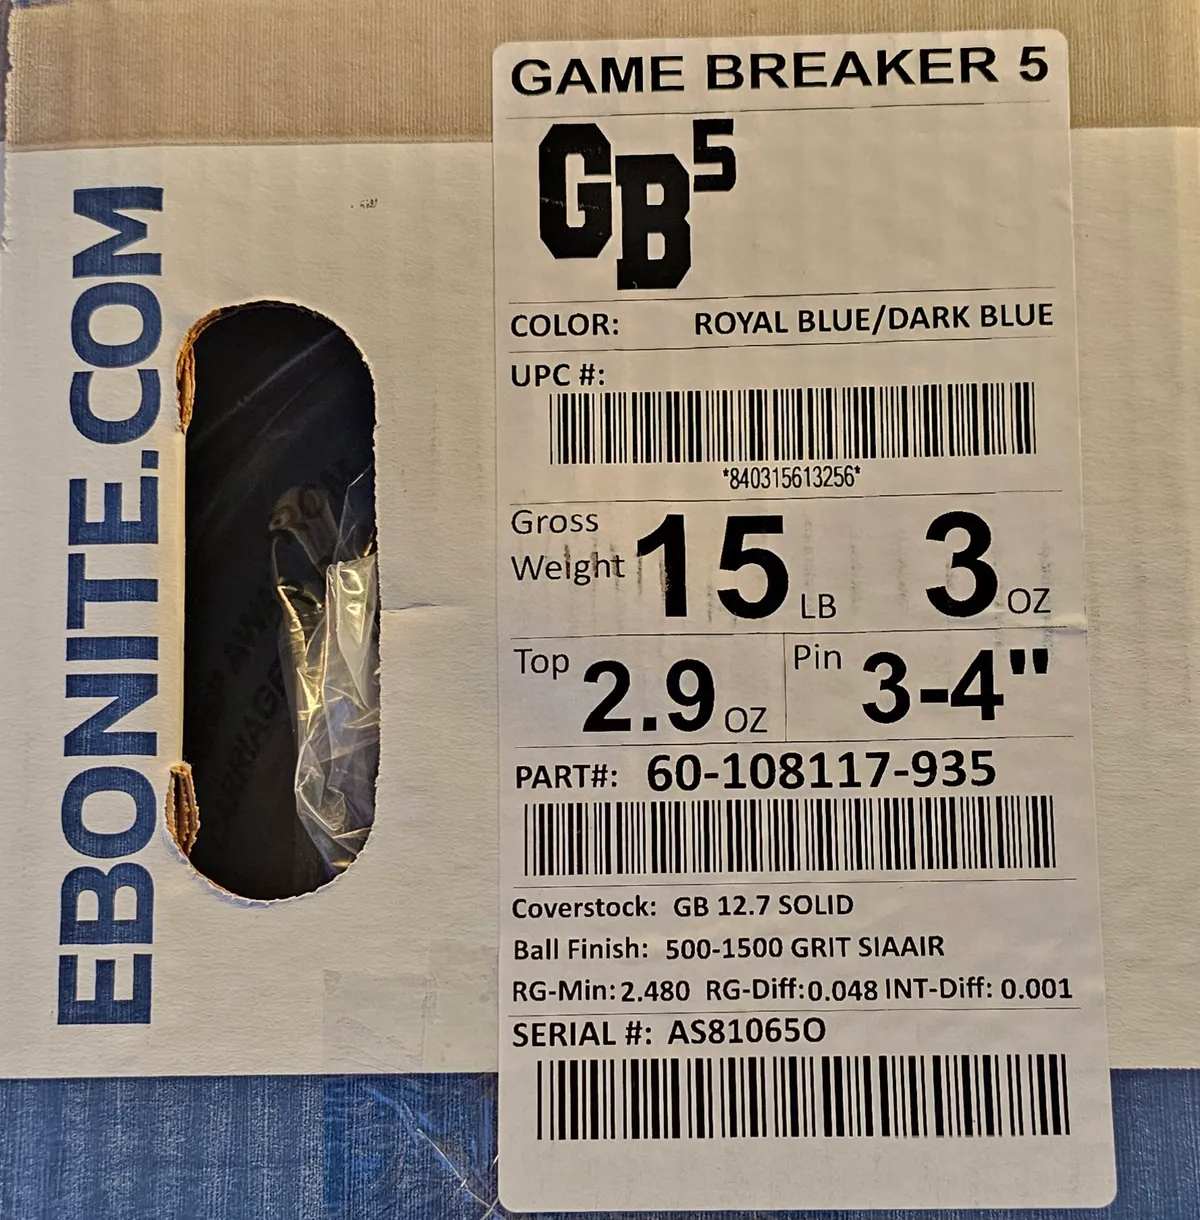 EBONITE.COM
GAME BREAKER 5
GB5
COLOR: ROYAL BLUE/DARK BLUE
UPC #:
*840315613256*
Gross Weight 15 LB 3 OZ
Top 2.9 OZ Pin 3-4"
PART#: 60-108117-935
Coverstock: GB 12.7 SOLID
Ball Finish: 500-1500 GRIT SIAAIR
RG-Min: 2.480 RG-Diff: 0.048 INT-Diff: 0.001
SERIAL #: AS81065O